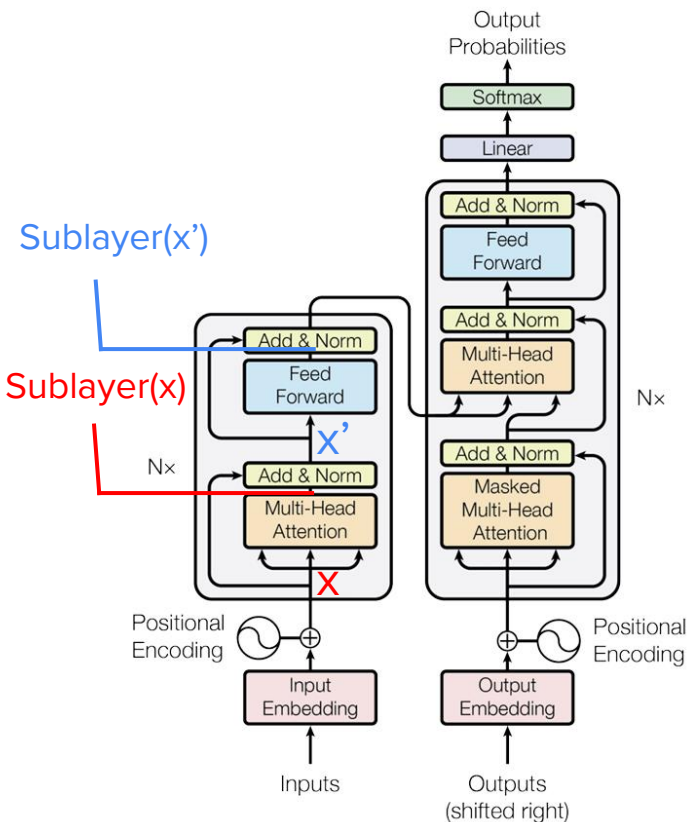 Output
Probabilities
Softmax
Linear
Add & Norm
Feed
Forward
Add & Norm
Multi-Head
Attention
Add & Norm
Masked
Multi-Head
Attention
Nx
Sublayer(x’)
Add & Norm
Feed
Forward
Sublayer(x)
x’
Nx
Add & Norm
Multi-Head
Attention
x
Positional
Encoding
Positional
Encoding
Input
Embedding
Output
Embedding
Inputs
Outputs
(shifted right)